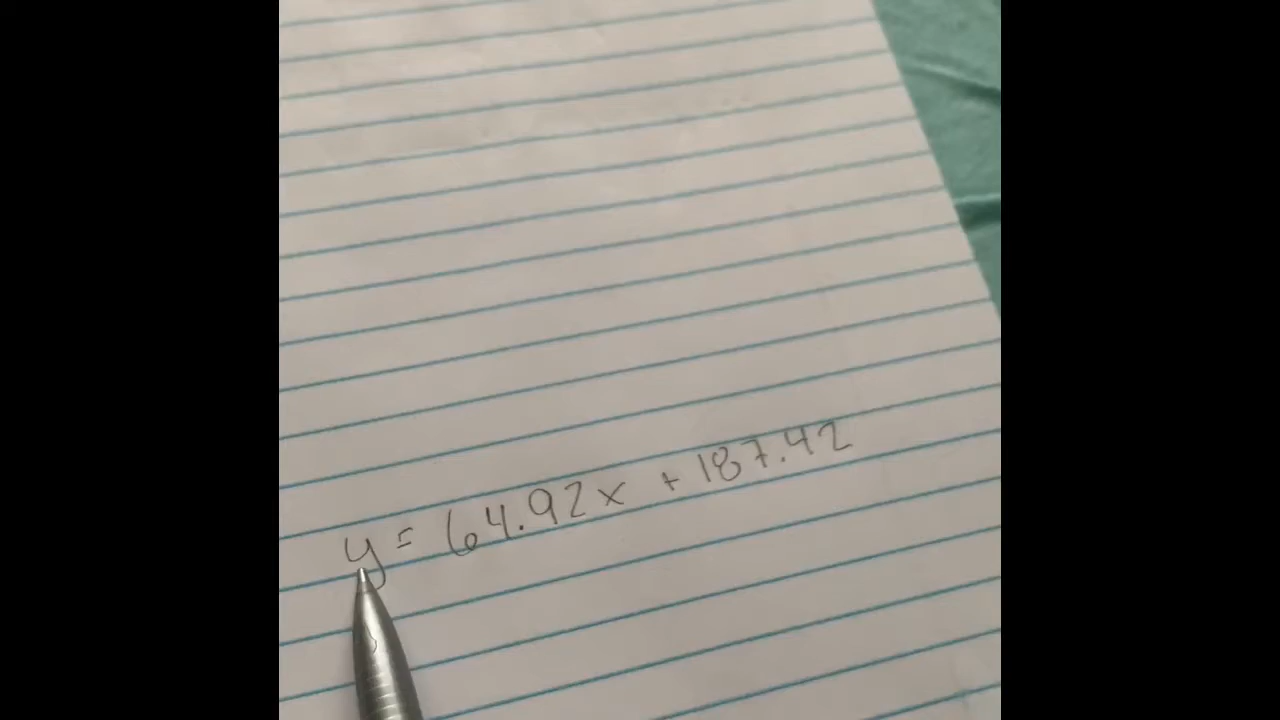 y = 64.92x + 187.42